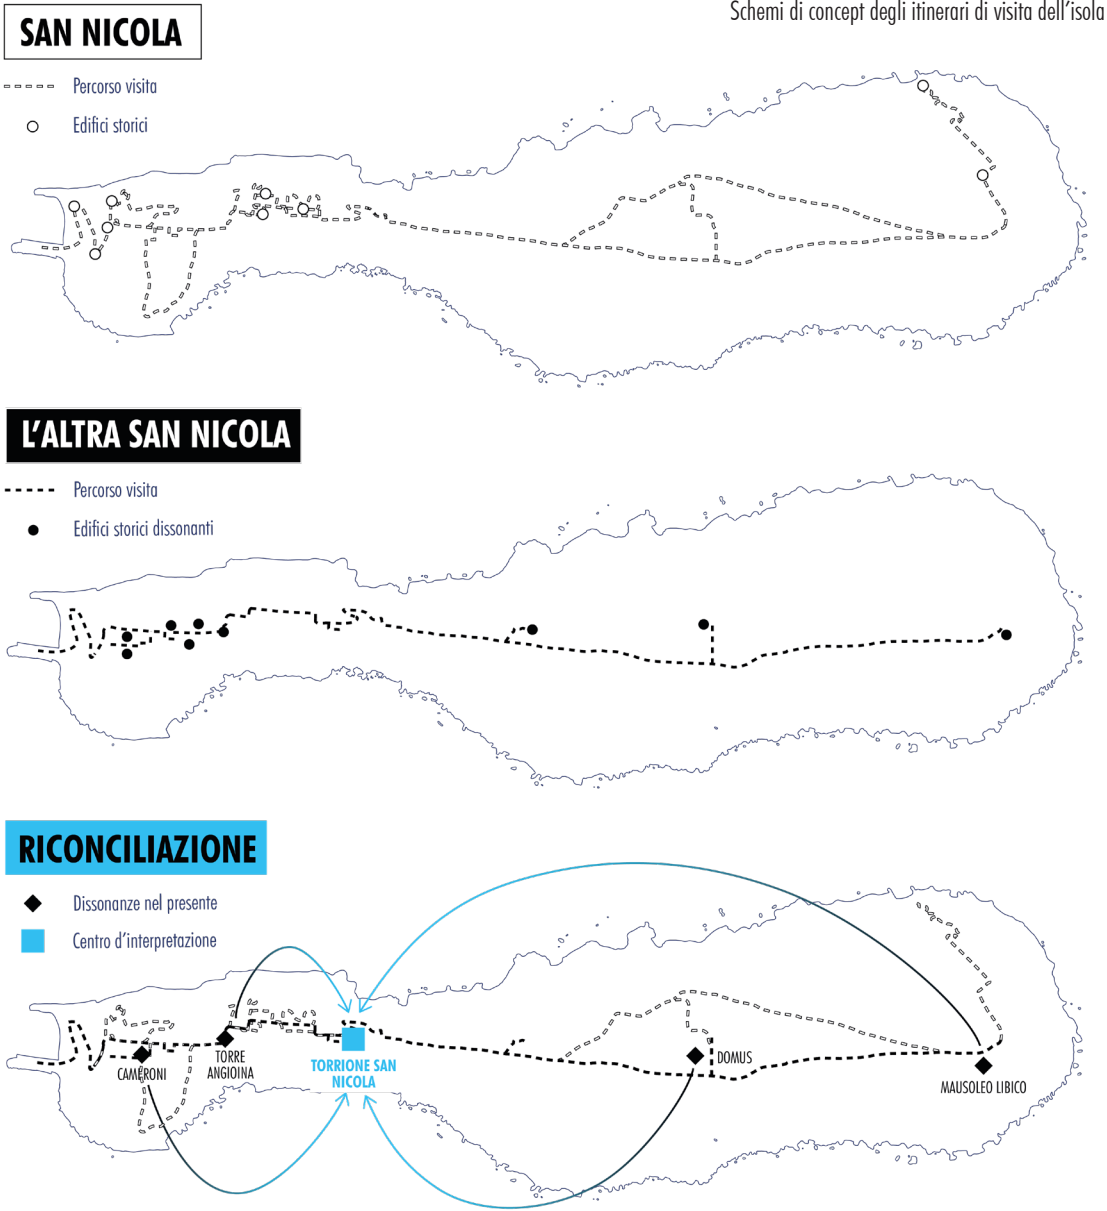 Schemi di concept degli itinerari di visita dell'isola
SAN NICOLA
Percorso visita
Edifici storici
L'ALTRA SAN NICOLA
Percorso visita
Edifici storici dissonanti
RICONCILIAZIONE
Dissonanze nel presente
Centro d'interpretazione
CAMERONI
TORRE
ANGIOINA
TORRIONE SAN
NICOLA
DOMUS
MAUSOLEO LIBICO